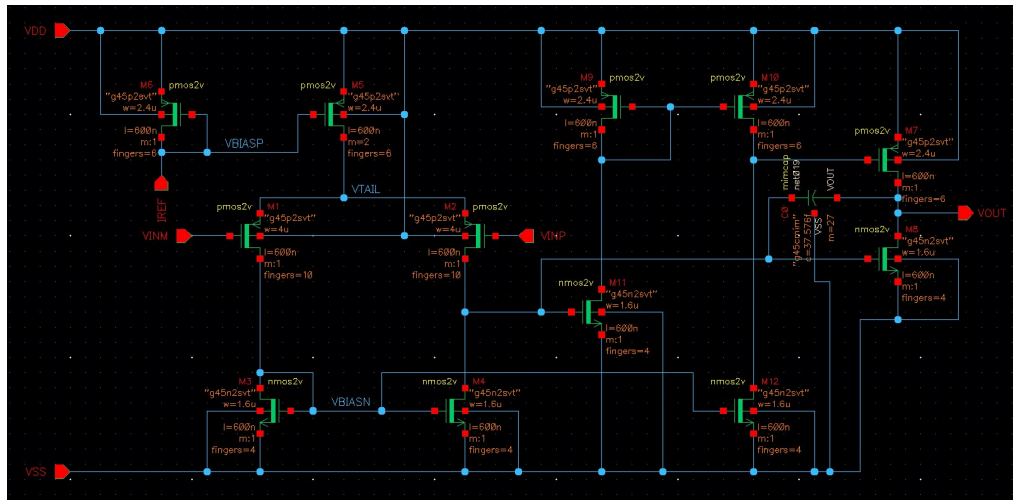 VDD
M6
pmos2v
"g45p2svt"
w=2.4u
l=600n
m:1
fingers=6
M5
pmos2v
"g45p2svt"
w=2.4u
l=600n
m=2
fingers=6
M9
pmos2v
"g45p2svt"
w=2.4u
l=600n
m:1
fingers=6
M10
pmos2v
"g45p2svt"
w=2.4u
l=600n
m:1
fingers=6
M7
pmos2v
"g45p2svt"
w=2.4u
l=600n
m:1
fingers=6
VBIASP
IREF
VTAIL
M1
pmos2v
"g45p2svt"
w=4u
l=600n
m:1
fingers=10
VINM
M2
pmos2v
"g45p2svt"
w=4u
l=600n
m:1
fingers=10
VINP
mimcap
net019
VOUT
C0
"g45cmim"
c=37.576f
VSS
m=27
VOUT
M8
nmos2v
"g45n2svt"
w=1.6u
l=600n
m:1
fingers=4
M11
nmos2v
"g45n2svt"
w=1.6u
l=600n
m:1
fingers=4
M3
nmos2v
"g45n2svt"
w=1.6u
l=600n
m:1
fingers=4
VBIASN
M4
nmos2v
"g45n2svt"
w=1.6u
l=600n
m:1
fingers=4
M12
nmos2v
"g45n2svt"
w=1.6u
l=600n
m:1
fingers=4
VSS